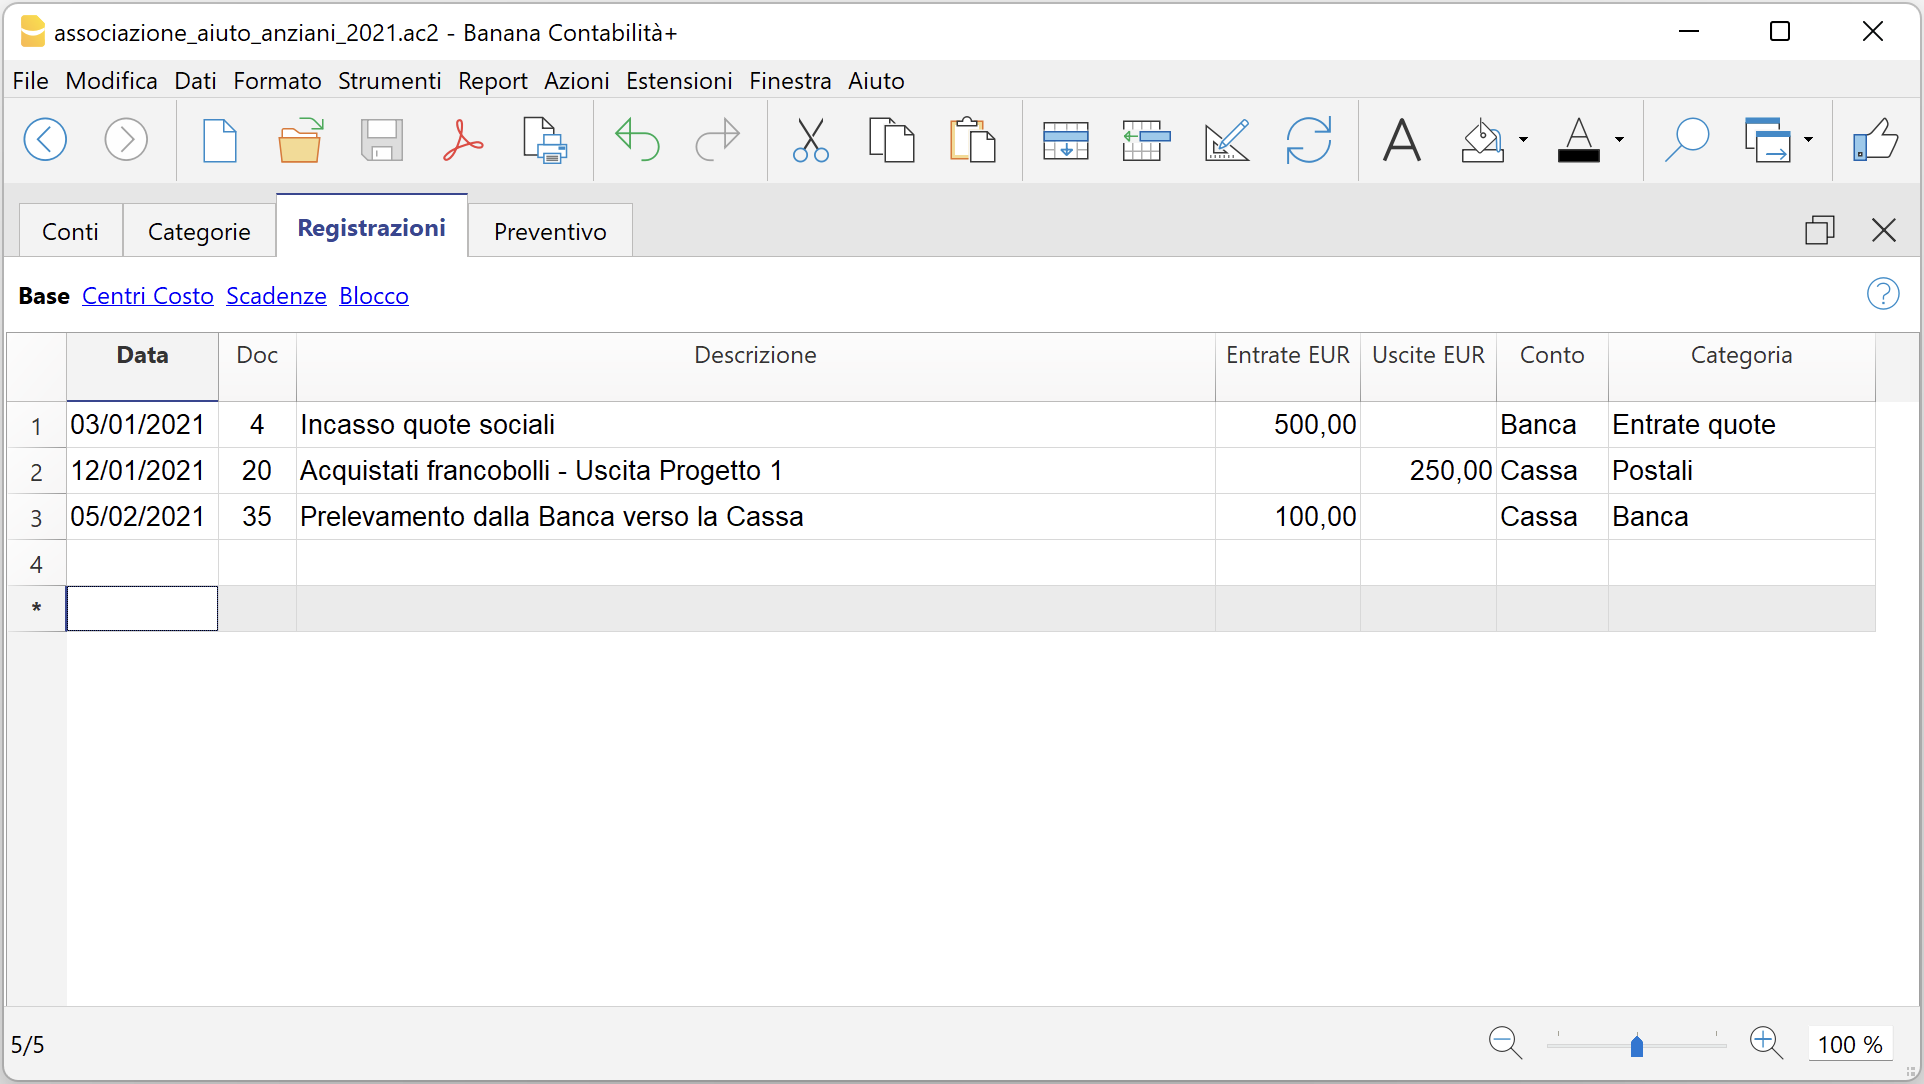 associazione_aiuto_anziani_2021.ac2 - Banana Contabilità+
File Modifica Dati Formato Strumenti Report Azioni Estensioni Finestra Aiuto
Conti Categorie Registrazioni Preventivo
Base Centri Costo Scadenze Blocco
Data Doc Descrizione Entrate EUR Uscite EUR Conto Categoria
1 03/01/2021 4 Incasso quote sociali 500,00 Banca Entrate quote
2 12/01/2021 20 Acquistati francobolli - Uscita Progetto 1 250,00 Cassa Postali
3 05/02/2021 35 Prelevamento dalla Banca verso la Cassa 100,00 Cassa Banca
4
*
5/5 100 %